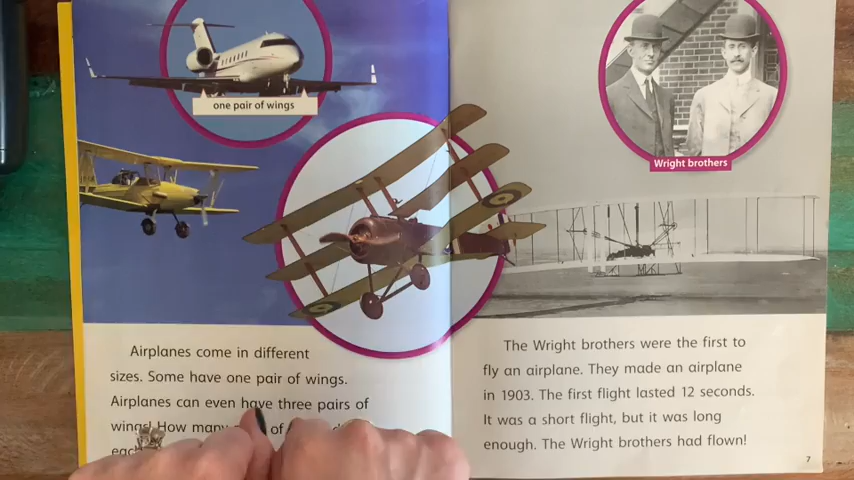 one pair of wings
Wright brothers
Airplanes come in different
sizes. Some have one pair of wings.
Airplanes can even have three pairs of
wings! How many of
each
The Wright brothers were the first to
fly an airplane. They made an airplane
in 1903. The first flight lasted 12 seconds.
It was a short flight, but it was long
enough. The Wright brothers had flown!
7